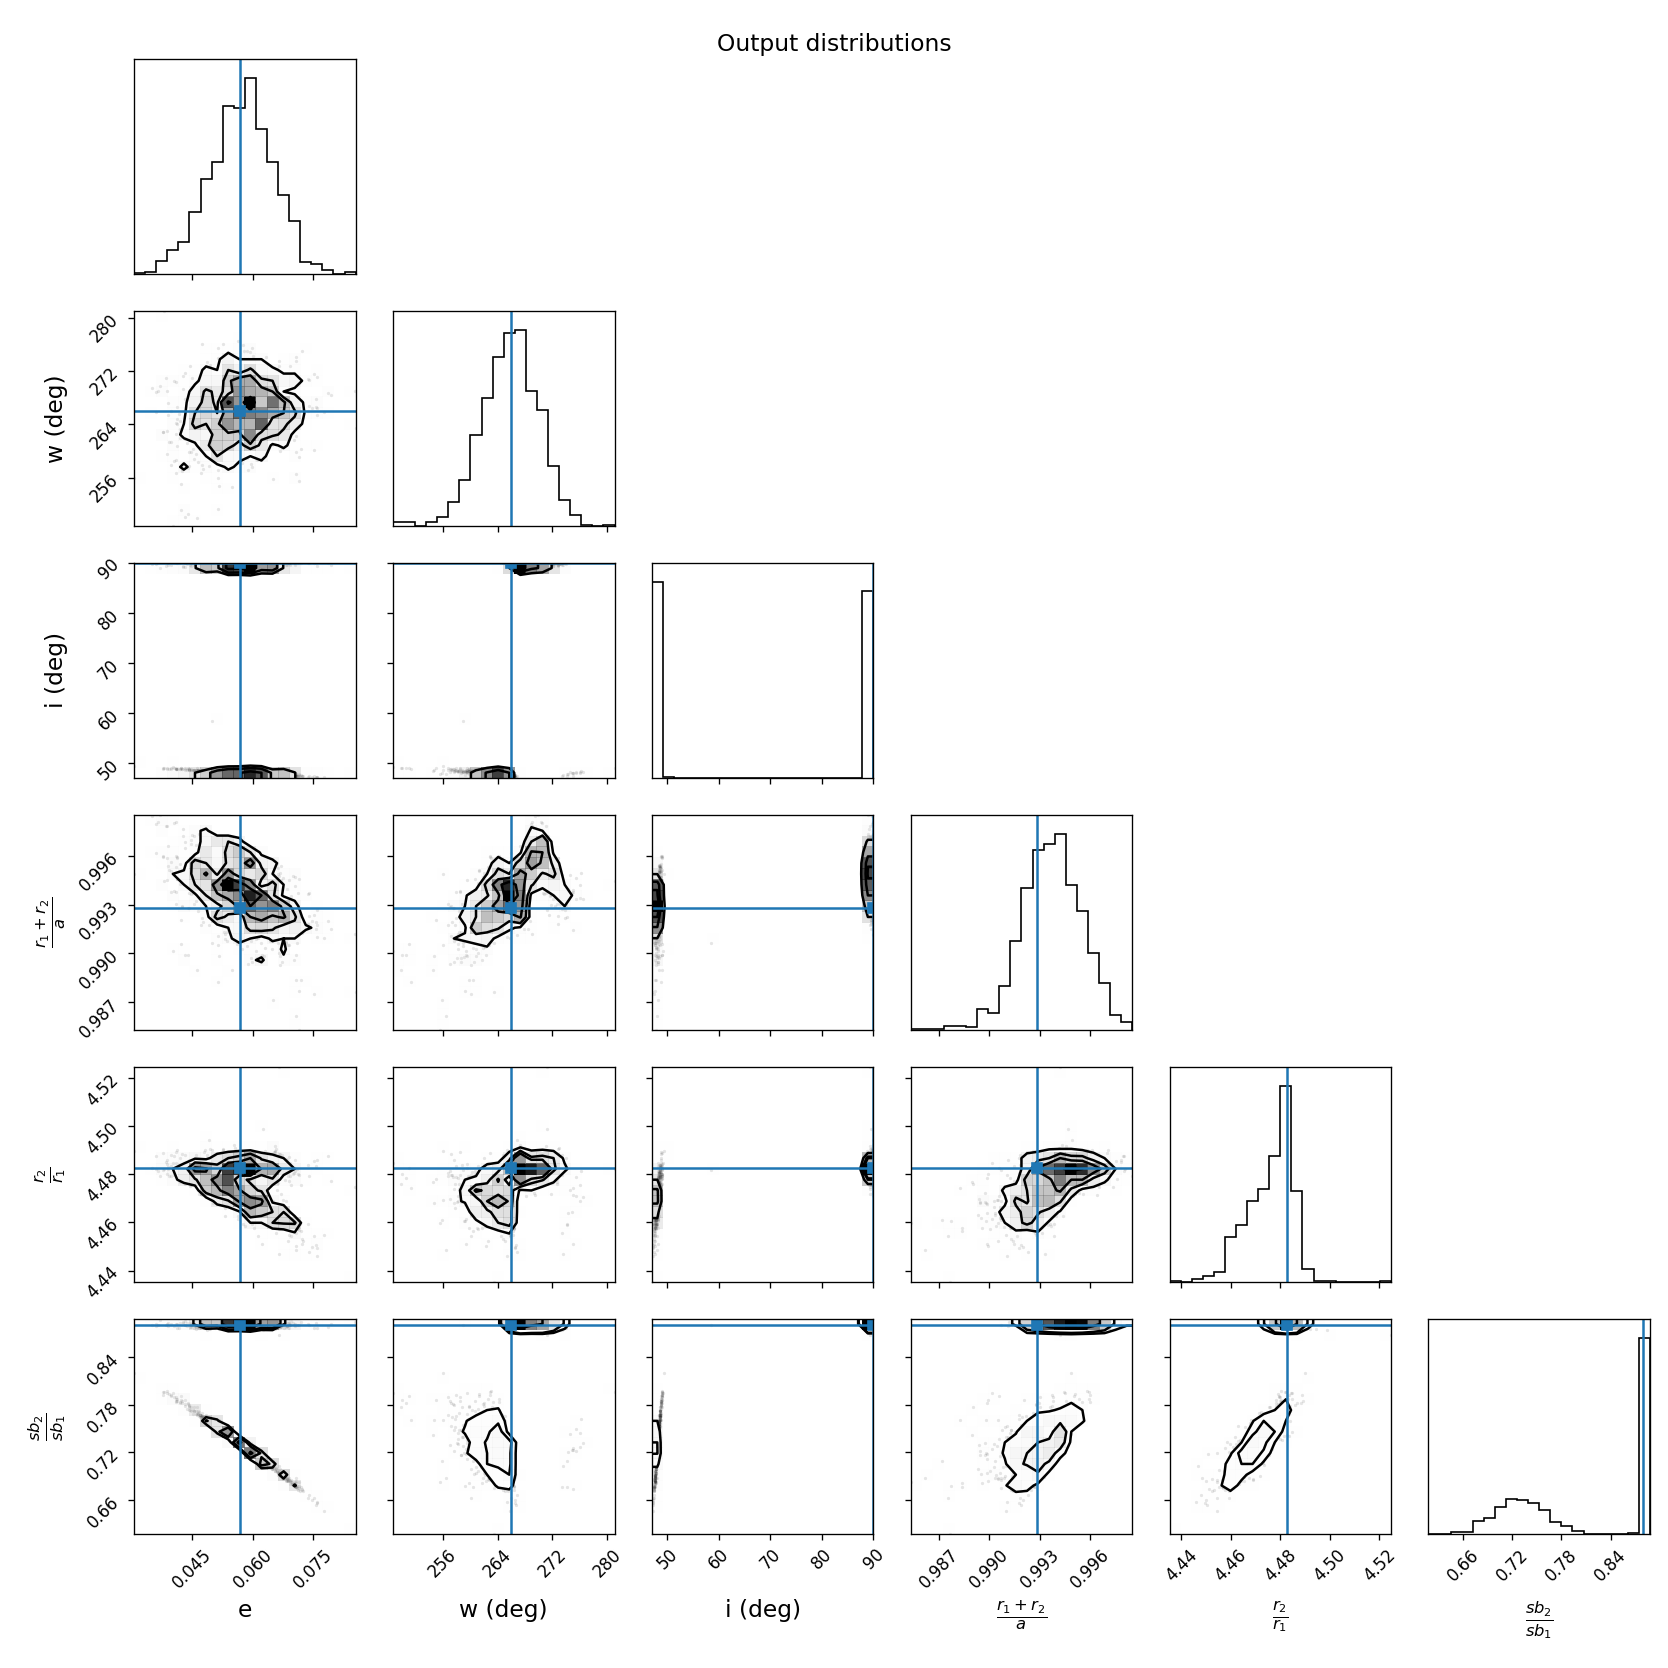 Output distributions
280
272
264
256
w (deg)
90
80
70
60
50
i (deg)
0.996
0.993
0.990
0.987
r₁ + r₂
a
4.52
4.50
4.48
4.46
4.44
r₂
r₁
0.84
0.78
0.72
0.66
sb₂
sb₁
0.045 0.060 0.075
256 264 272 280
50 60 70 80 90
0.987 0.990 0.993 0.996
4.44 4.46 4.48 4.50 4.52
0.66 0.72 0.78 0.84
e
w (deg)
i (deg)
r₁ + r₂
a
r₂
r₁
sb₂
sb₁